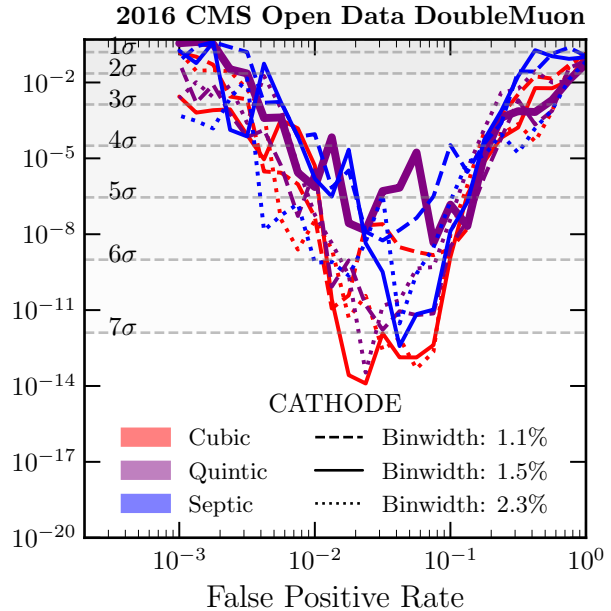 2016 CMS Open Data DoubleMuon
1σ
10⁻²
2σ
3σ
4σ
10⁻⁵
5σ
10⁻⁸
6σ
10⁻¹¹
7σ
10⁻¹⁴
CATHODE
Cubic
Binwidth: 1.1%
Quintic
Binwidth: 1.5%
Septic
Binwidth: 2.3%
10⁻¹⁷
10⁻²⁰
10⁻³ 10⁻² 10⁻¹ 10⁰
False Positive Rate